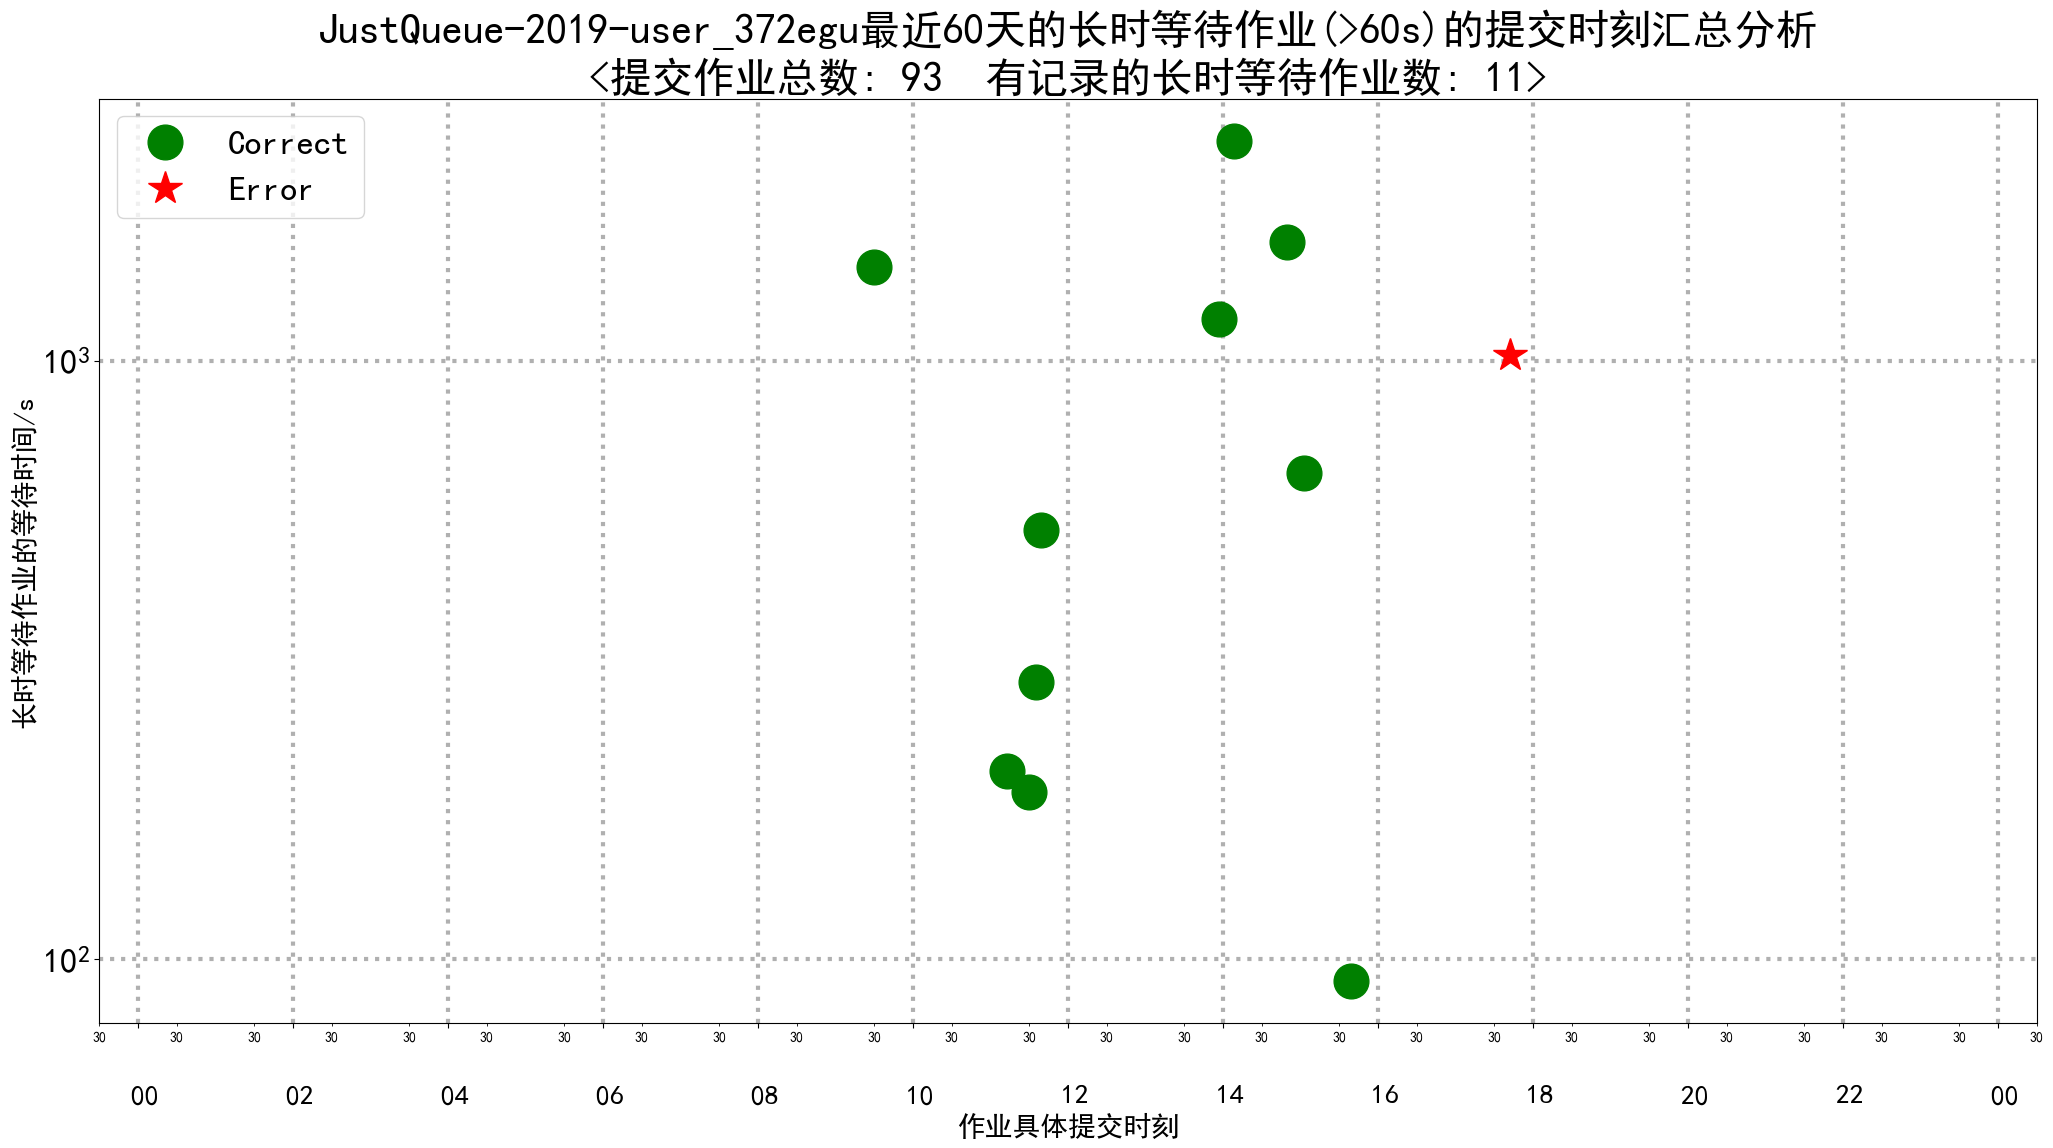 JustQueue-2019-user_372egu最近60天的长时等待作业(>60s)的提交时刻汇总分析
<提交作业总数: 93  有记录的长时等待作业数: 11>
Correct
Error
10³
10²
长时等待作业的等待时间/s
30 30 30 30 30 30 30 30 30 30 30 30 30 30 30 30 30 30 30 30 30 30 30 30 30 30
00 02 04 06 08 10 12 14 16 18 20 22 00
作业具体提交时刻